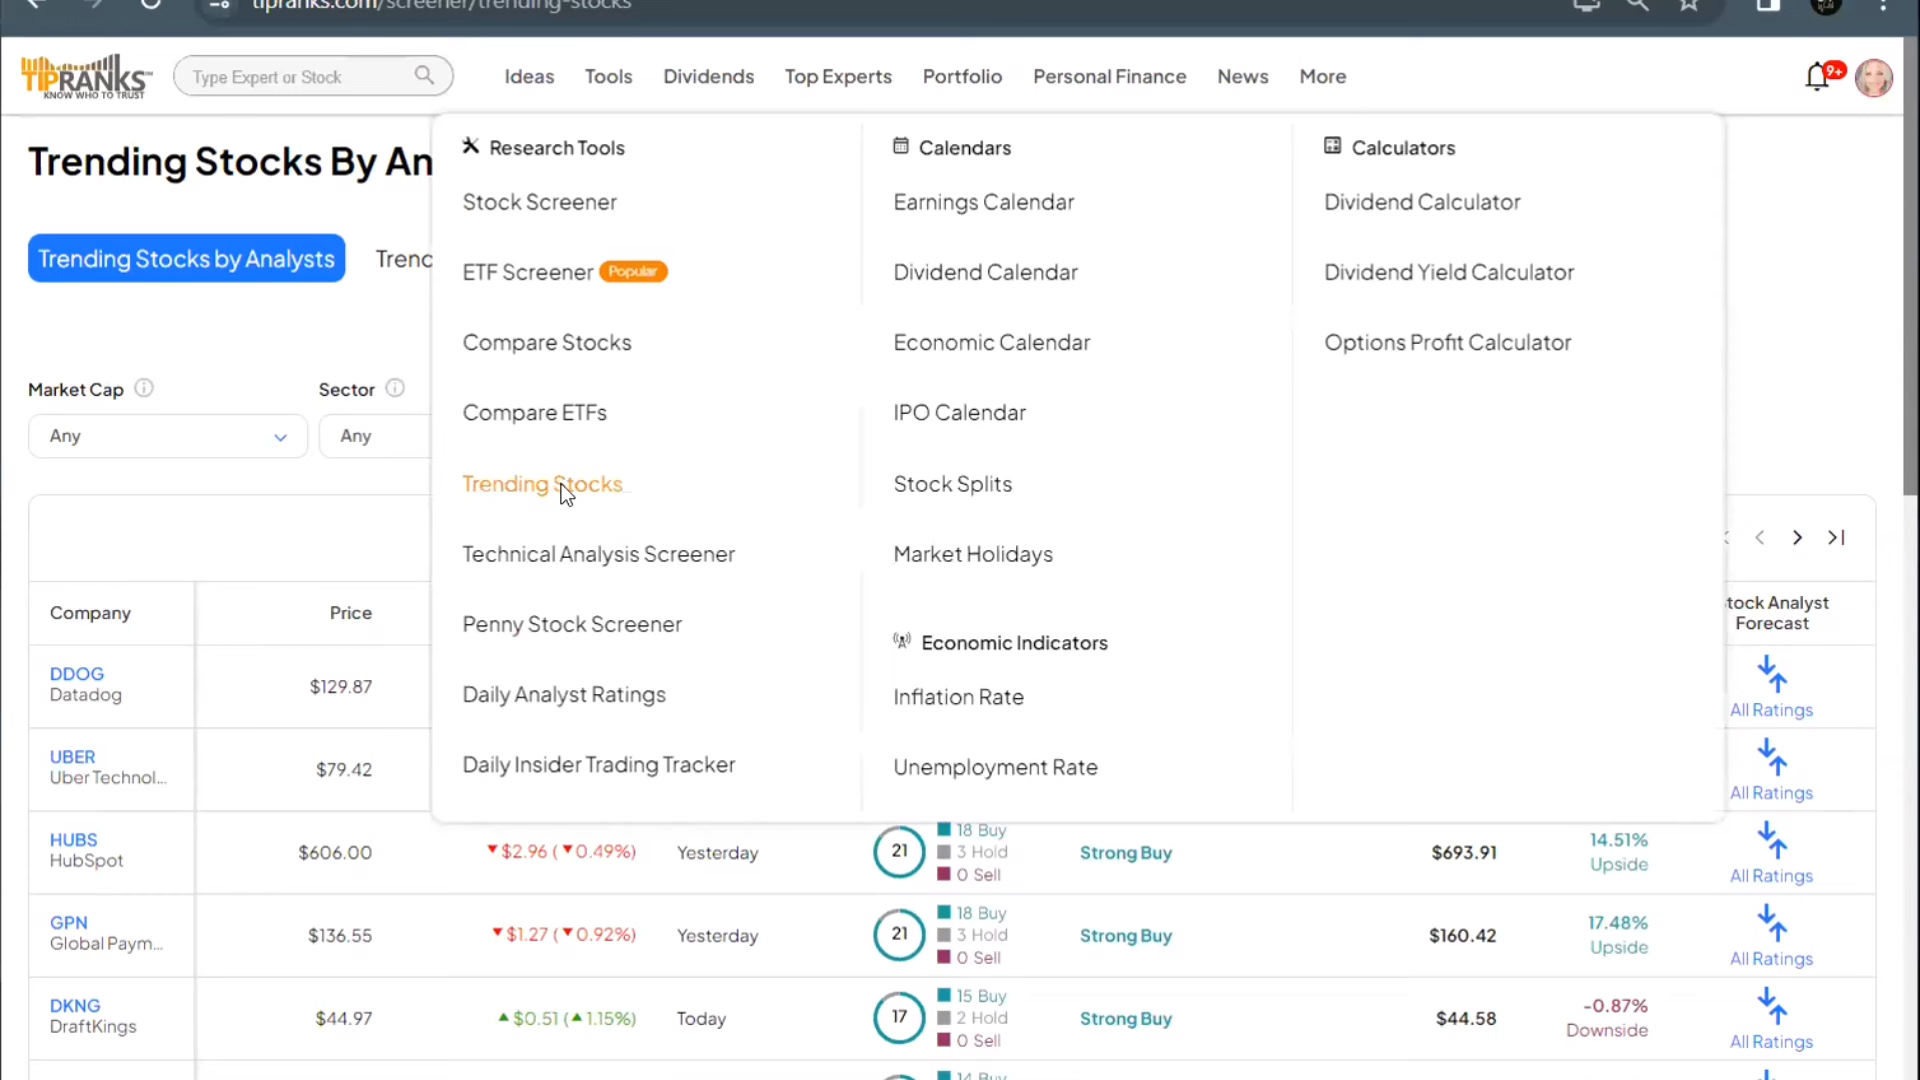 tipranks.com/screener/trending-stocks
TIPRANKS™
KNOW WHO TO TRUST
Type Expert or Stock
Ideas
Tools
Dividends
Top Experts
Portfolio
Personal Finance
News
More
9+
Trending Stocks By An
Trending Stocks by Analysts
Trend
Market Cap
Sector
Any
Any
Research Tools
Stock Screener
ETF Screener Popular
Compare Stocks
Compare ETFs
Trending Stocks
Technical Analysis Screener
Penny Stock Screener
Daily Analyst Ratings
Daily Insider Trading Tracker
Calendars
Earnings Calendar
Dividend Calendar
Economic Calendar
IPO Calendar
Stock Splits
Market Holidays
Economic Indicators
Inflation Rate
Unemployment Rate
Calculators
Dividend Calculator
Dividend Yield Calculator
Options Profit Calculator
Company
Price
tock Analyst
Forecast
DDOG
Datadog
$129.87
All Ratings
UBER
Uber Technol...
$79.42
All Ratings
HUBS
HubSpot
$606.00
▼$2.96 (▼0.49%)
Yesterday
21
18 Buy
3 Hold
0 Sell
Strong Buy
$693.91
14.51%
Upside
All Ratings
GPN
Global Paym...
$136.55
▼$1.27 (▼0.92%)
Yesterday
21
18 Buy
3 Hold
0 Sell
Strong Buy
$160.42
17.48%
Upside
All Ratings
DKNG
DraftKings
$44.97
▲$0.51 (▲1.15%)
Today
17
15 Buy
2 Hold
0 Sell
Strong Buy
$44.58
-0.87%
Downside
All Ratings
14 Buy